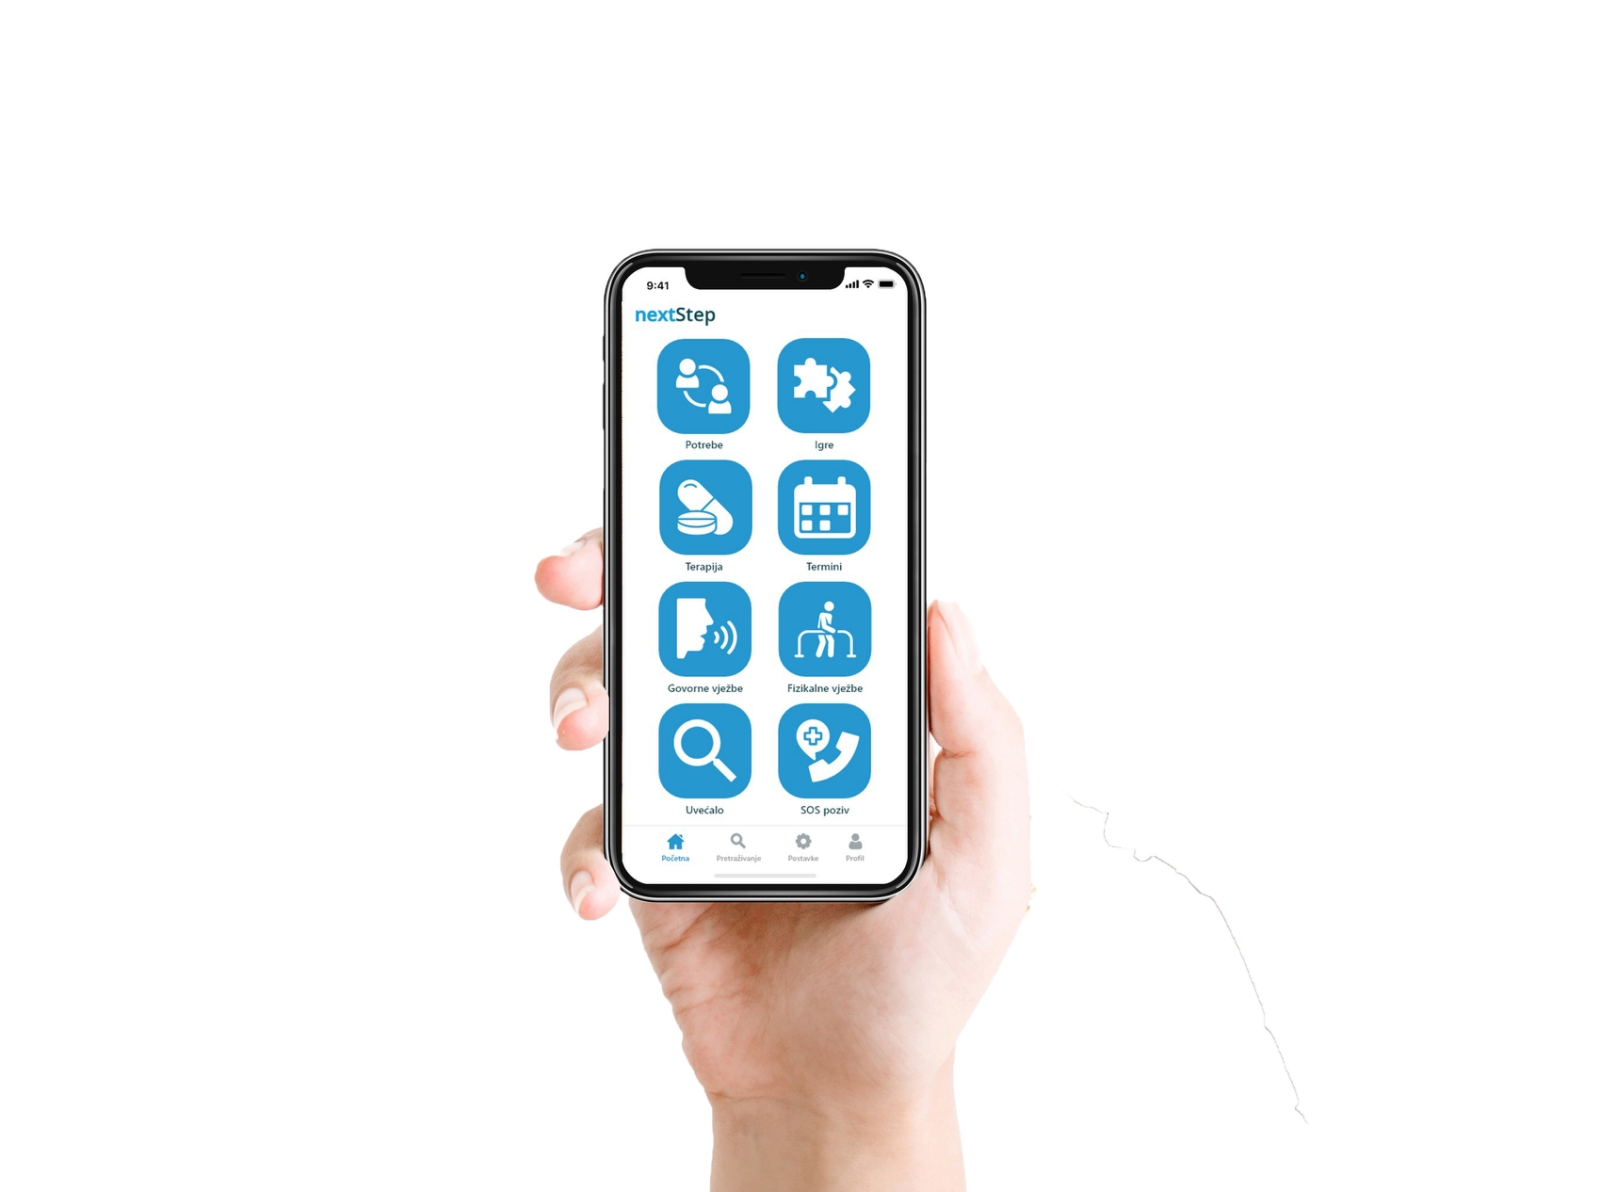 9:41
nextStep
Potrebe Igre
Terapija Termini
Govorne vježbe Fizikalne vježbe
Uvećalo SOS poziv
Početna Pretraživanje Postavke Profil